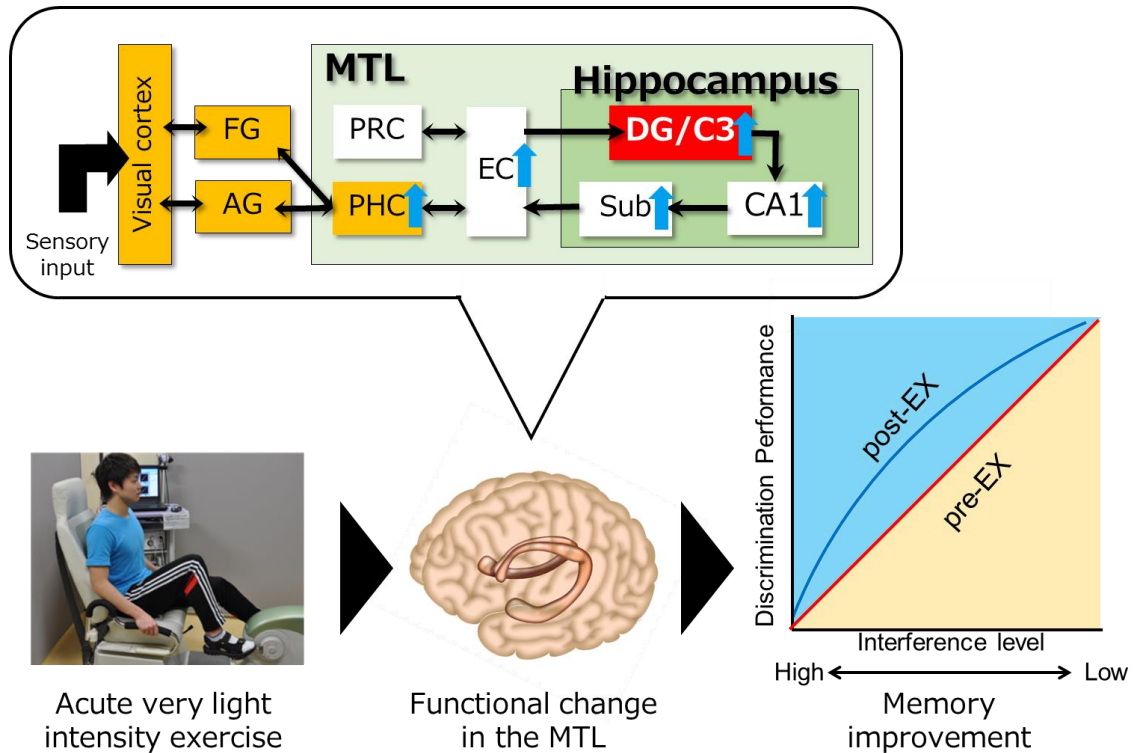 MTL
Hippocampus
Visual cortex
FG
AG
PRC
PHC
EC
DG/C3
Sub
CA1
Sensory
input
Discrimination Performance
post-EX
pre-EX
Interference level
High
Low
Acute very light
intensity exercise
Functional change
in the MTL
Memory
improvement